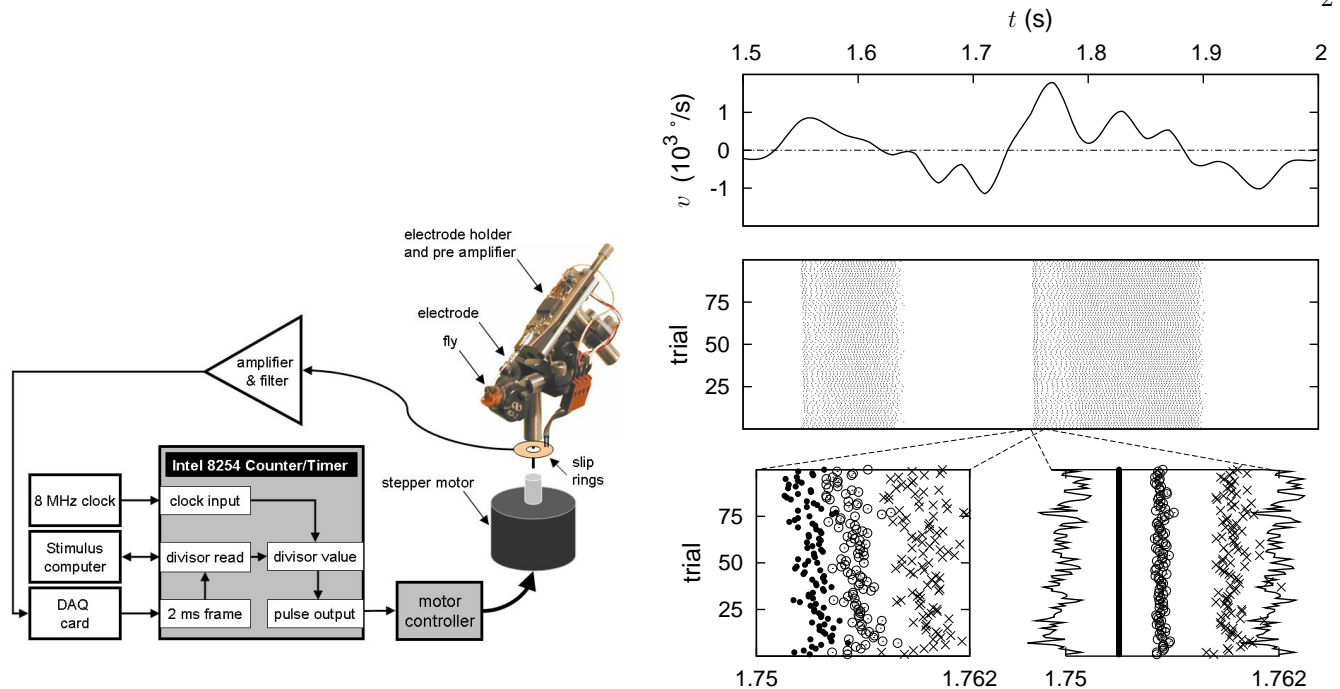 electrode holder
and pre amplifier
electrode
fly
amplifier
& filter
slip
rings
stepper motor
Intel 8254 Counter/Timer
8 MHz clock
clock input
Stimulus
computer
divisor read
divisor value
DAQ
card
2 ms frame
pulse output
motor
controller
2
t (s)
1.5 1.6 1.7 1.8 1.9 2
v (10³ °/s)
1
0
-1
trial
75
50
25
trial
75
50
25
1.75 1.762
1.75 1.762